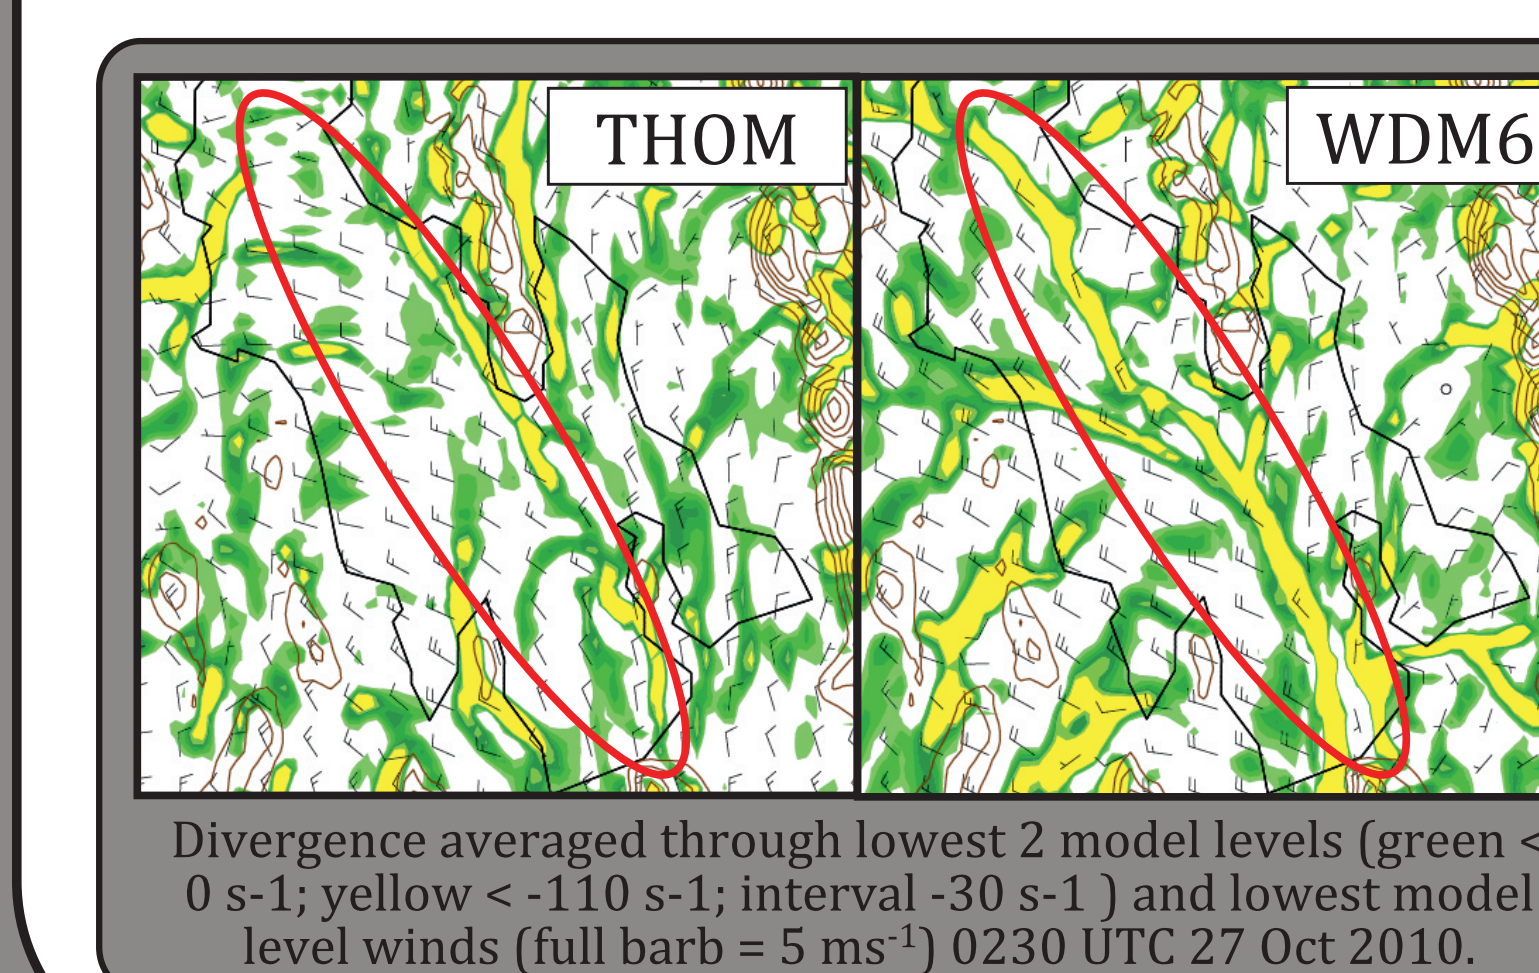 THOM
WDM6
Divergence averaged through lowest 2 model levels (green <
0 s-1; yellow < -110 s-1; interval -30 s-1 ) and lowest model
level winds (full barb = 5 ms-1) 0230 UTC 27 Oct 2010.